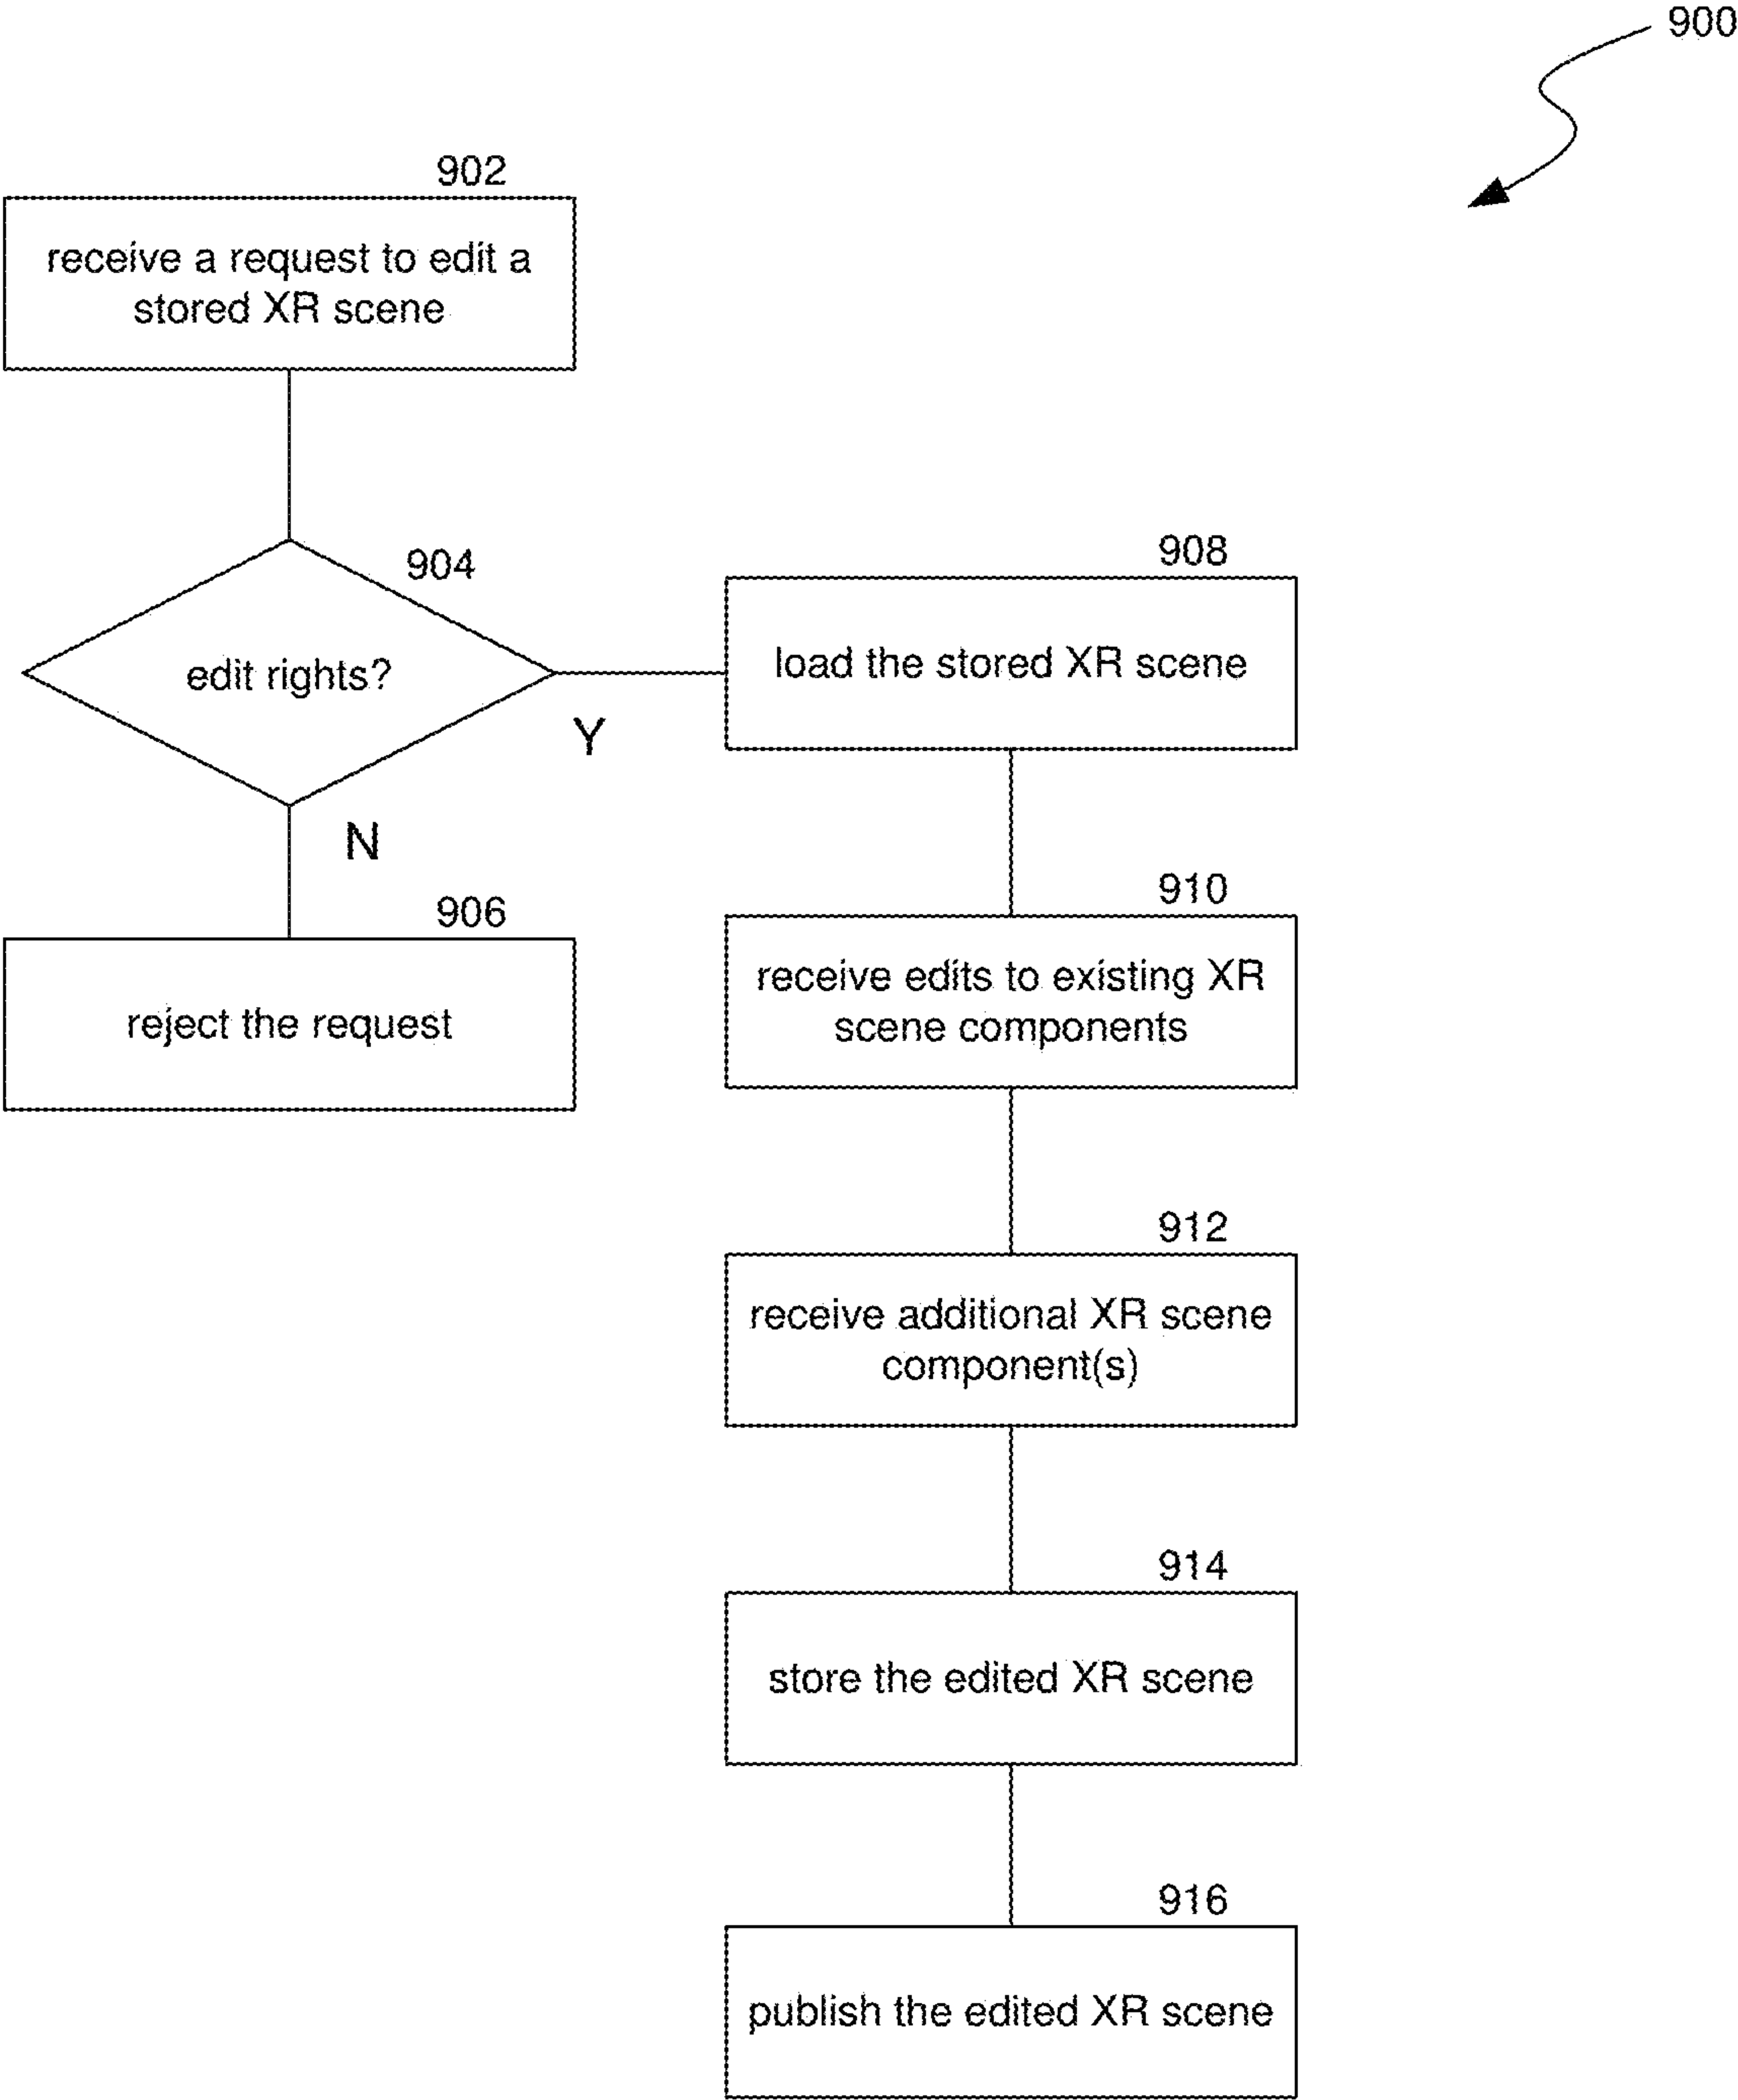 900
902
receive a request to edit a
stored XR scene
904
edit rights?
Y
N
906
reject the request
908
load the stored XR scene
910
receive edits to existing XR
scene components
912
receive additional XR scene
component(s)
914
store the edited XR scene
916
publish the edited XR scene